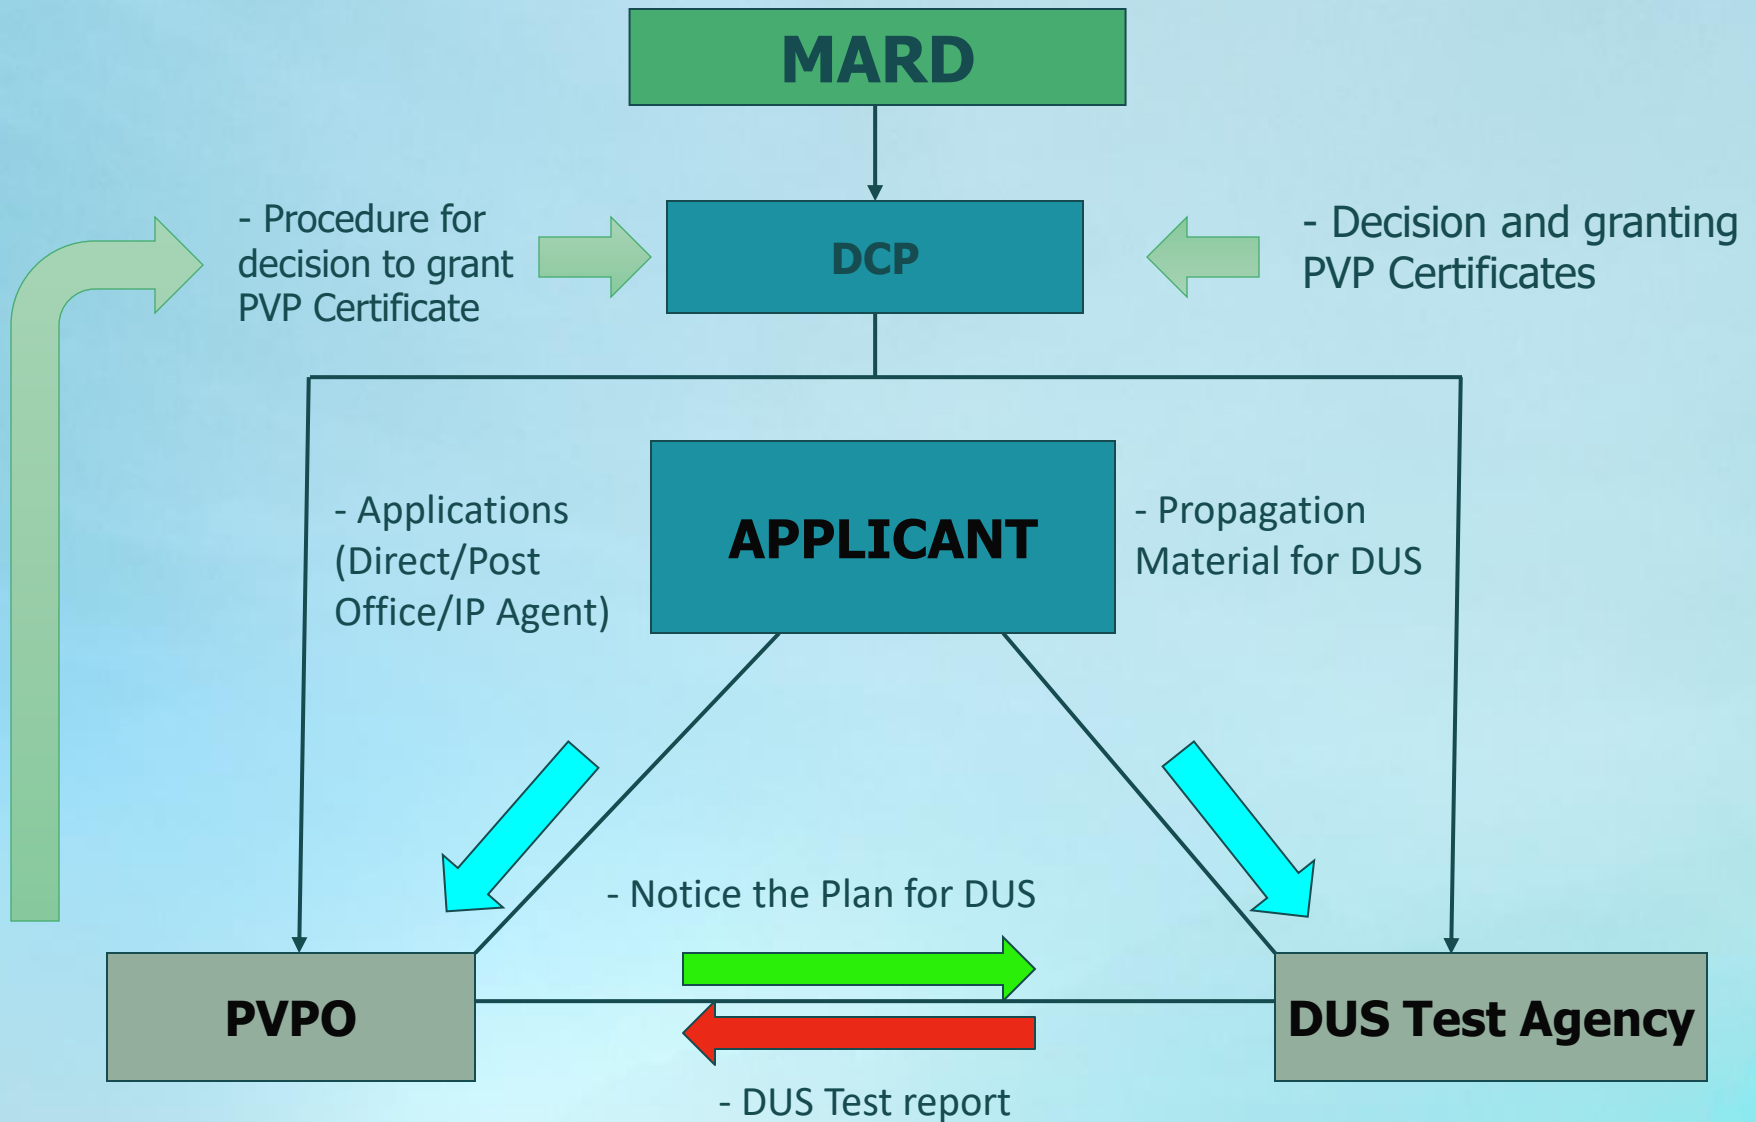 MARD
- Procedure for
decision to grant
PVP Certificate
DCP
- Decision and granting
PVP Certificates
- Applications
(Direct/Post
Office/IP Agent)
APPLICANT
- Propagation
Material for DUS
- Notice the Plan for DUS
PVPO
DUS Test Agency
- DUS Test report